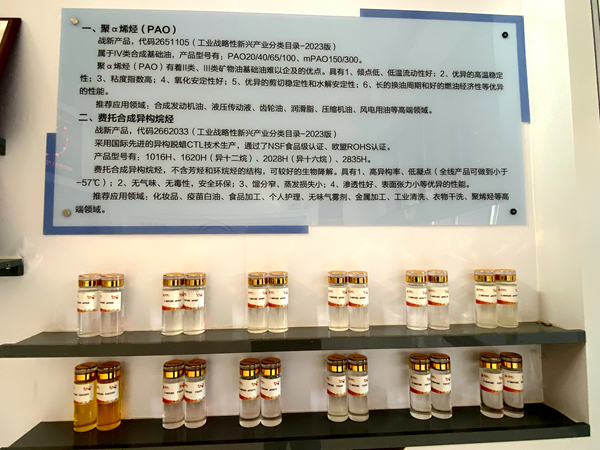 一、聚α烯烃（PAO）
战新产品，代码2651105（工业战略性新兴产业分类目录-2023版）
属于IV类合成基础油，产品型号有：PAO20/40/65/100、mPAO150/300。
聚α烯烃（PAO）有着II类、III类矿物油基础油难以企及的优点。具有1、倾点低、低温流动性好；2、优异的高温稳定
性；3、粘度指数高；4、氧化安定性好；5、优异的剪切稳定性和水解安定性；6、长的换油周期和好的燃油经济性等优异
的性能。
推荐应用领域：合成发动机油、液压传动液、齿轮油、润滑脂、压缩机油、风电用油等高端领域。
二、费托合成异构烷烃
战新产品，代码2662033（工业战略性新兴产业分类目录-2023版）
采用国际先进的异构脱蜡CTL技术生产，通过了NSF食品级认证、欧盟ROHS认证。
产品型号有：1016H、1620H（异十二烷）、2028H（异十六烷）、2835H。
费托合成异构烷烃，不含芳烃和环烷烃的结构，可较好的生物降解。具有1、高异构率、低凝点（全线产品可做到小于
-57℃）；2、无气味、无毒性，安全环保；3、馏分窄、蒸发损失小；4、渗透性好、表面张力小等优异的性能。
推荐应用领域：化妆品、疫苗白油、食品加工、个人护理、无味气雾剂、金属加工、工业清洗、衣物干洗、聚烯烃等高
端领域。